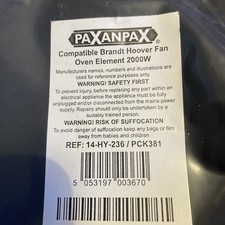 PAXANPAX
Compatible Brandt Hoover Fan
Oven Element 2000W
Manufacturers names, numbers and illustrations are
used for reference purposes only.
WARNING! SAFETY FIRST
To prevent injury, before replacing any part within an
electrical appliance the appliance must be fully
unplugged and/or disconnected from the mains power
supply. Repairs should only be undertaken by a
competent person.
WARNING! RISK OF SUFFOCATION
To avoid danger of suffocation keep any bags or film
away from babies and children
REF: 14-HY-236 / PCK381
5 053197 003670